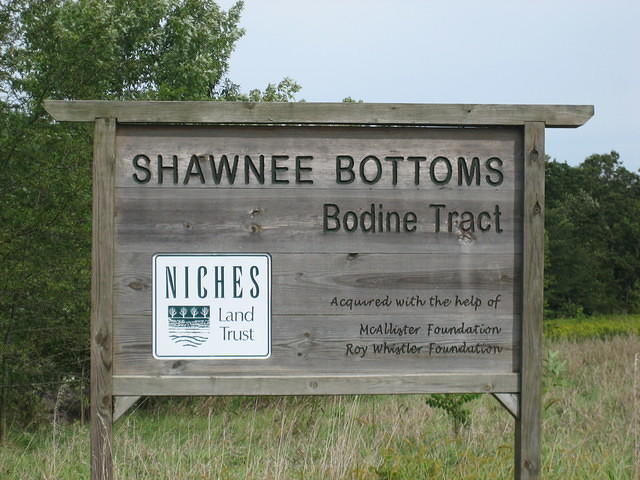 SHAWNEE BOTTOMS
Bodine Tract
NICHES
Land
Trust
Acquired with the help of
McAllister Foundation
Roy Whistler Foundation